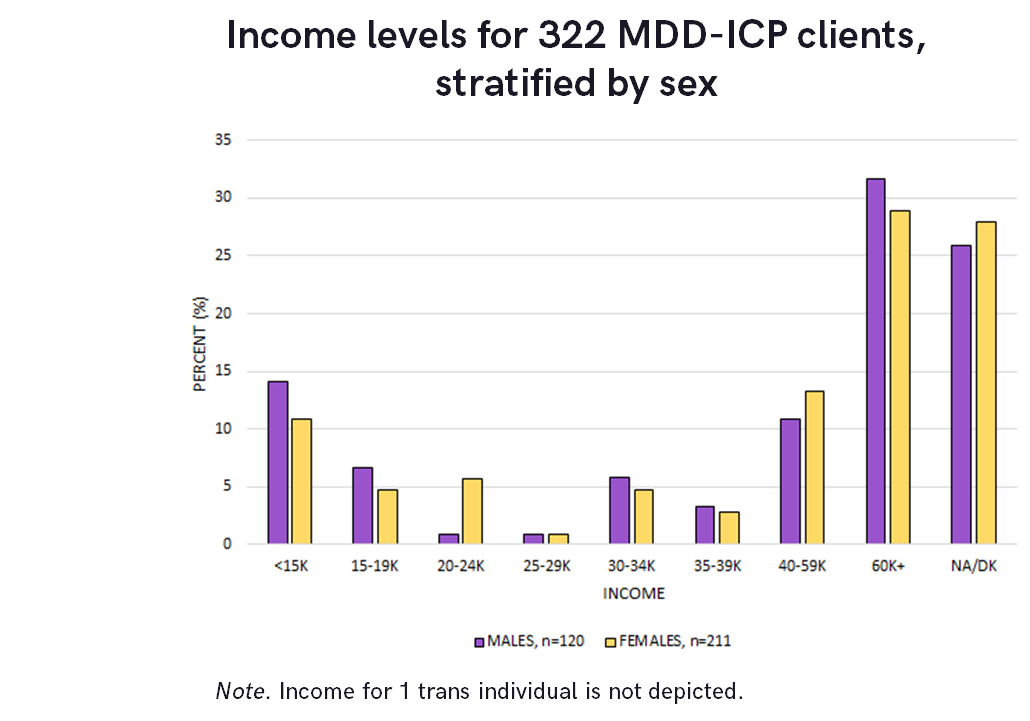 Income levels for 322 MDD-ICP clients,
stratified by sex
35
30
25
20
15
10
5
0
PERCENT (%)
<15K 15-19K 20-24K 25-29K 30-34K 35-39K 40-59K 60K+ NA/DK
INCOME
MALES, n=120 FEMALES, n=211
Note. Income for 1 trans individual is not depicted.